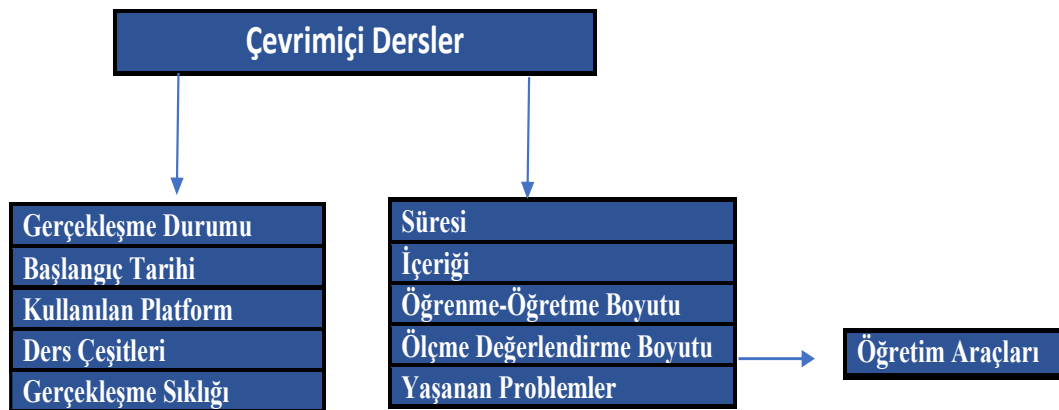 Çevrimiçi Dersler
Gerçekleşme Durumu
Başlangıç Tarihi
Kullanılan Platform
Ders Çeşitleri
Gerçekleşme Sıklığı
Süresi
İçeriği
Öğrenme-Öğretme Boyutu
Ölçme Değerlendirme Boyutu
Yaşanan Problemler
Öğretim Araçları